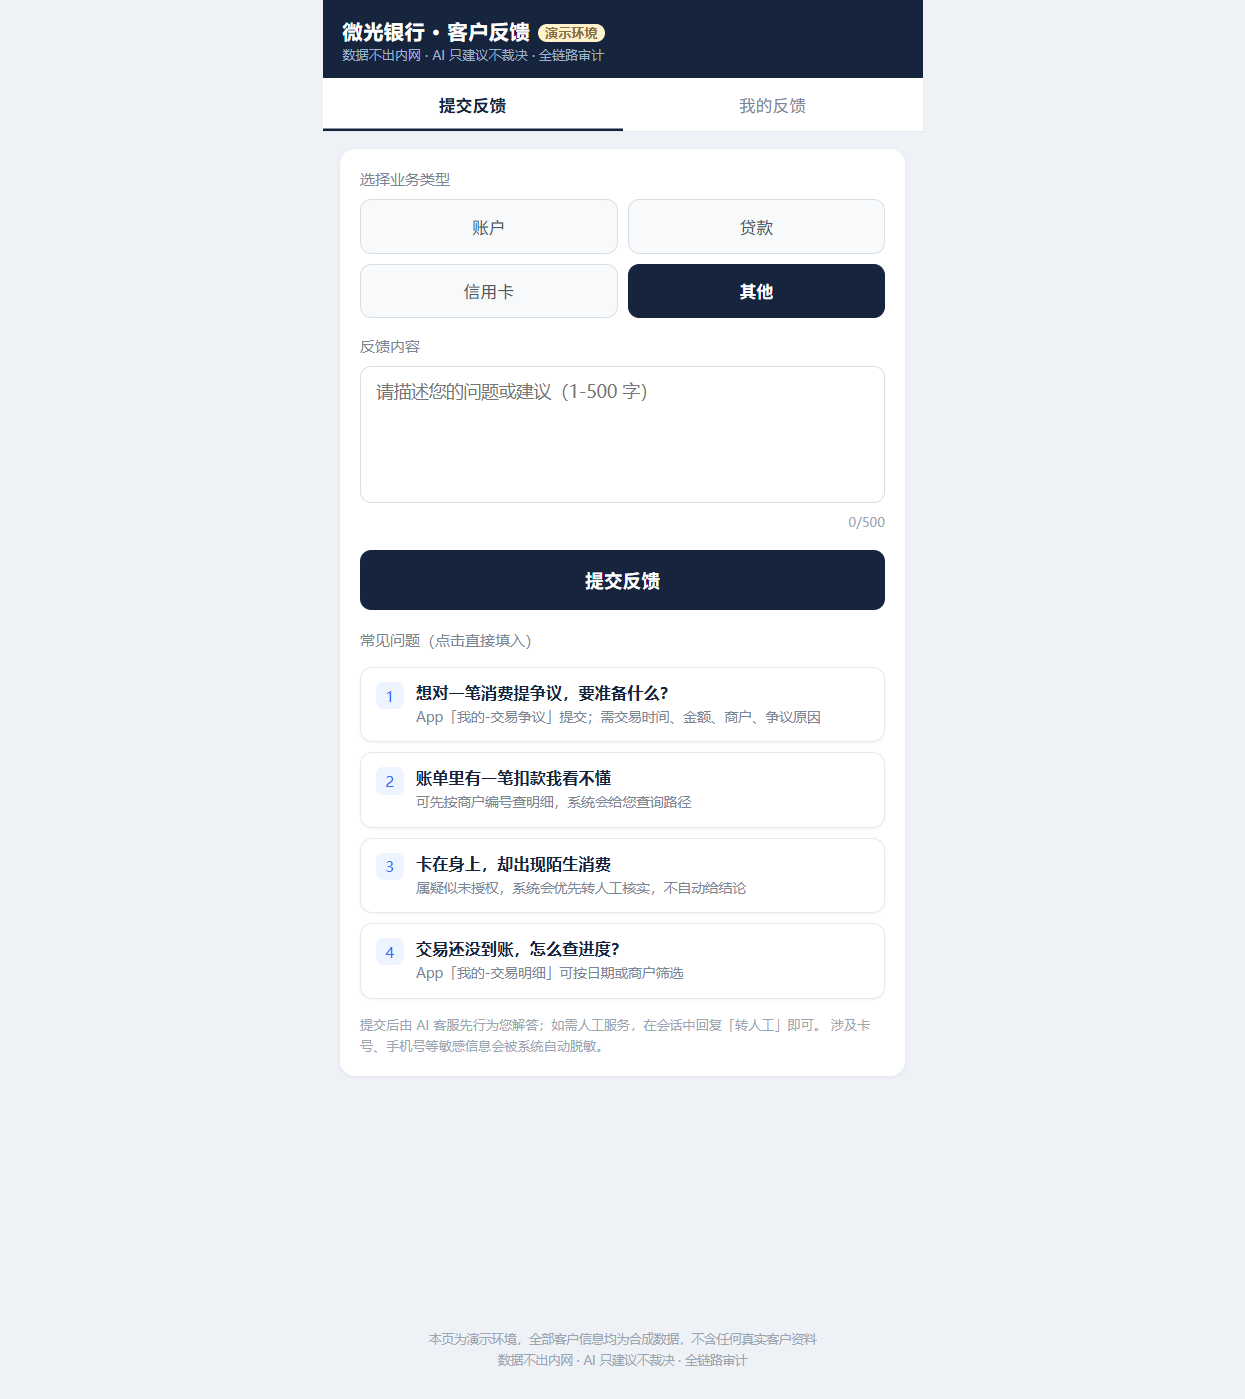 微光银行 • 客户反馈 演示环境
数据不出内网 · AI 只建议不裁决 · 全链路审计
提交反馈 我的反馈
选择业务类型
账户 贷款
信用卡 其他
反馈内容
请描述您的问题或建议（1-500 字）
0/500
提交反馈
常见问题（点击直接填入）
1 想对一笔消费提争议，要准备什么？
App「我的-交易争议」提交；需交易时间、金额、商户、争议原因
2 账单里有一笔扣款我看不懂
可先按商户编号查明细，系统会给您查询路径
3 卡在身上，却出现陌生消费
属疑似未授权，系统会优先转人工核实，不自动给结论
4 交易还没到账，怎么查进度？
App「我的-交易明细」可按日期或商户筛选
提交后由 AI 客服先行为您解答；如需人工服务，在会话中回复「转人工」即可。 涉及卡
号、手机号等敏感信息会被系统自动脱敏。
本页为演示环境，全部客户信息均为合成数据，不含任何真实客户资料
数据不出内网 · AI 只建议不裁决 · 全链路审计